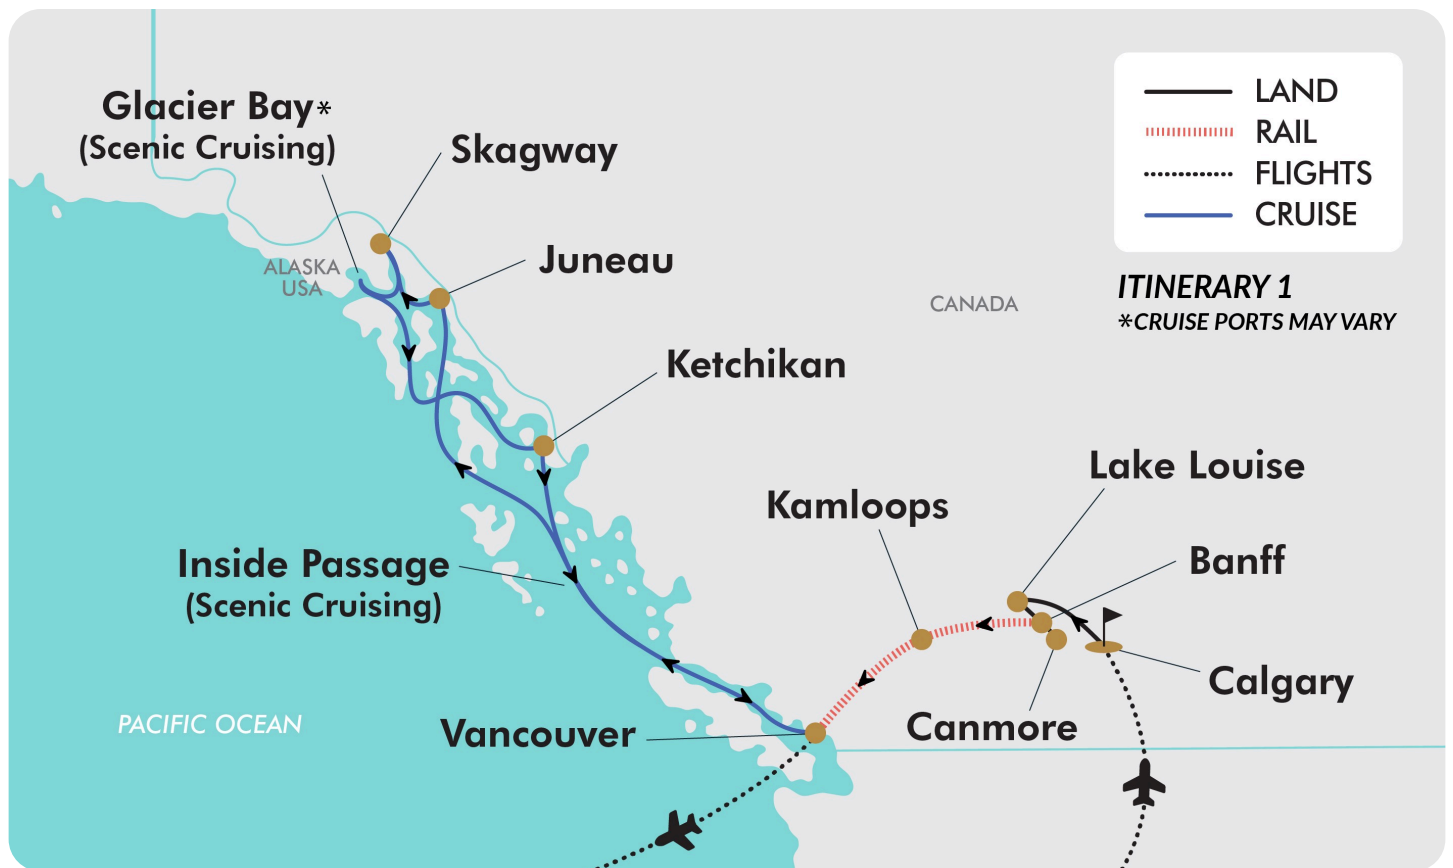 Glacier Bay*
(Scenic Cruising)
Skagway
Juneau
ALASKA
USA
CANADA
Ketchikan
LAND
RAIL
FLIGHTS
CRUISE
ITINERARY 1
*CRUISE PORTS MAY VARY
Lake Louise
Kamloops
Banff
Inside Passage
(Scenic Cruising)
Calgary
Canmore
Vancouver
PACIFIC OCEAN